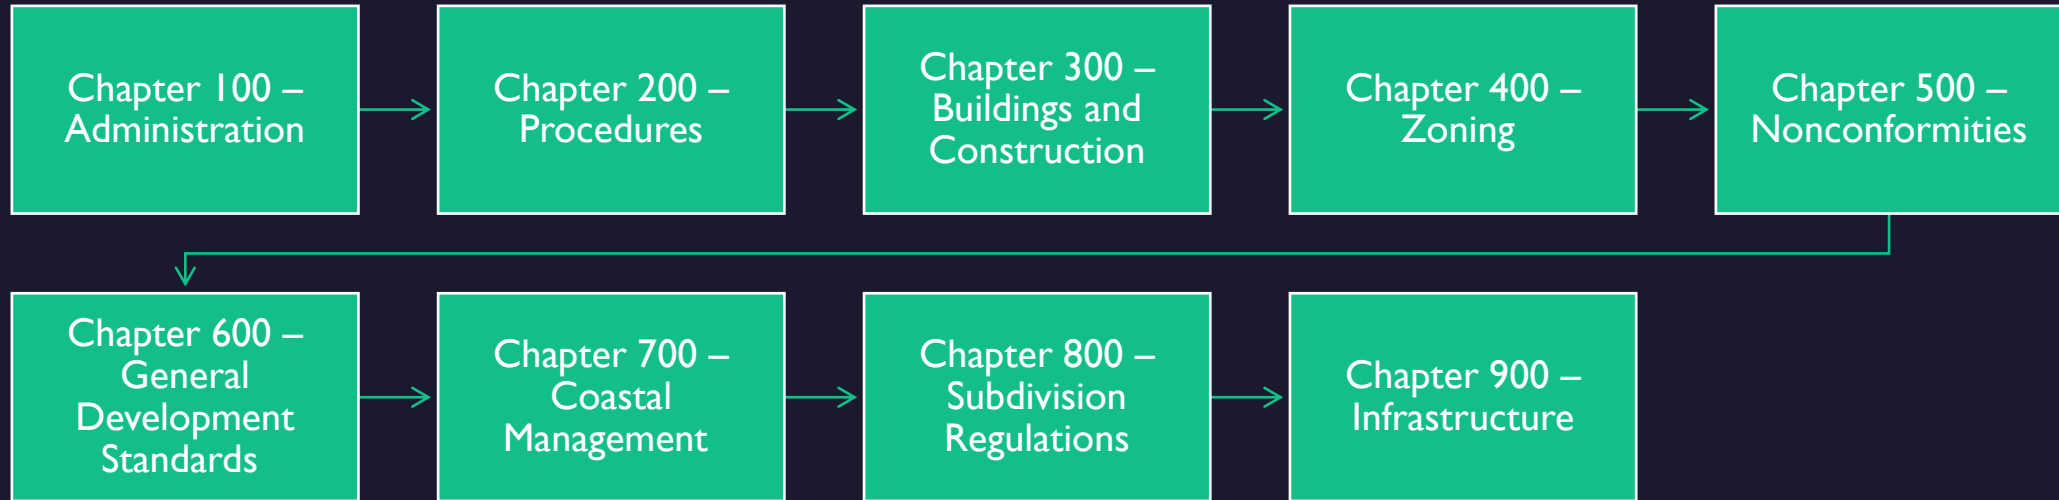 Chapter 100 –
Administration
Chapter 200 –
Procedures
Chapter 300 –
Buildings and
Construction
Chapter 400 –
Zoning
Chapter 500 –
Nonconformities
Chapter 600 –
General
Development
Standards
Chapter 700 –
Coastal
Management
Chapter 800 –
Subdivision
Regulations
Chapter 900 –
Infrastructure